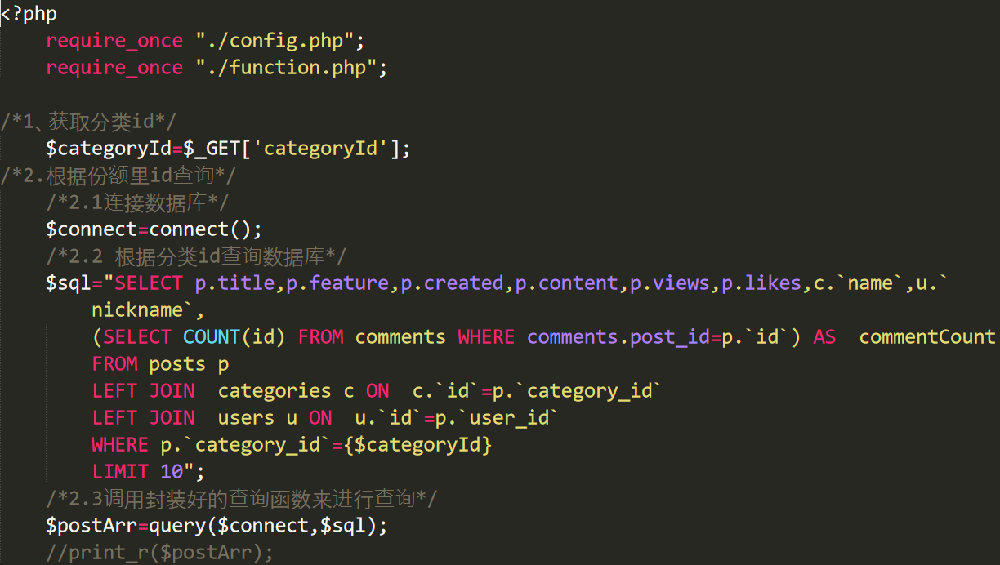 <?php
require_once "./config.php";
require_once "./function.php";
/*1、获取分类id*/
$categoryId=$_GET['categoryId'];
/*2.根据份额里id查询*/
/*2.1连接数据库*/
$connect=connect();
/*2.2 根据分类id查询数据库*/
$sql="SELECT p.title,p.feature,p.created,p.content,p.views,p.likes,c.`name`,u.`
nickname`,
(SELECT COUNT(id) FROM comments WHERE comments.post_id=p.`id`) AS  commentCount
FROM posts p
LEFT JOIN  categories c ON  c.`id`=p.`category_id`
LEFT JOIN  users u ON  u.`id`=p.`user_id`
WHERE p.`category_id`={$categoryId}
LIMIT 10";
/*2.3调用封装好的查询函数来进行查询*/
$postArr=query($connect,$sql);
//print_r($postArr);